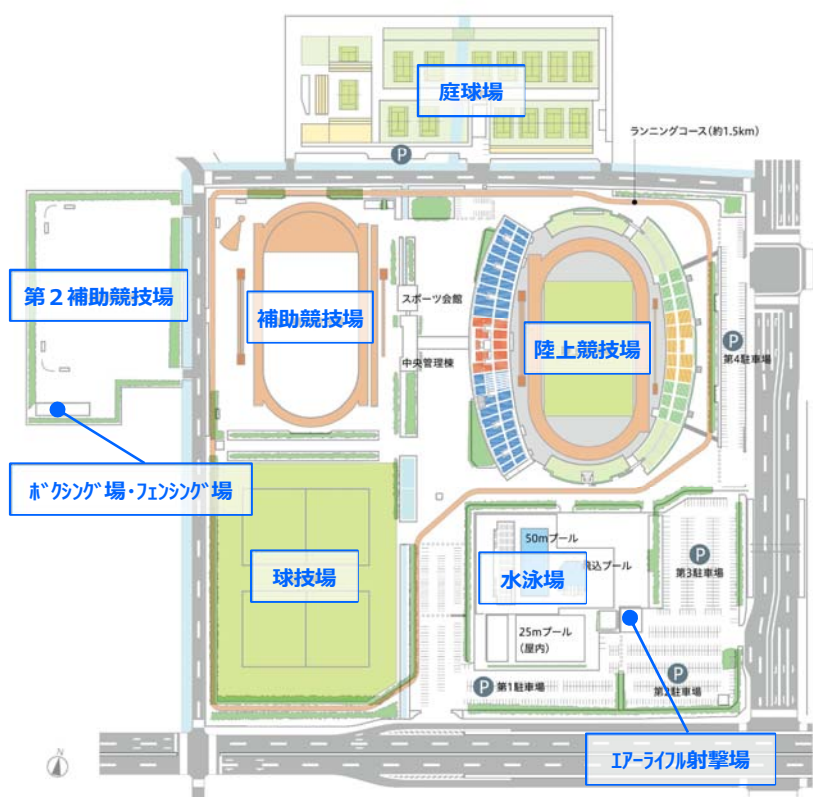 庭球場
P
ランニングコース(約1.5km)
第2補助競技場
補助競技場
スポーツ会館
陸上競技場
中央管理棟
P
第4駐車場
ボクシング場・フェンシング場
50mプール
飛込プール
水泳場
球技場
P
第3駐車場
25mプール
(屋内)
P 第1駐車場
P
第2駐車場
エアーライフル射撃場
N